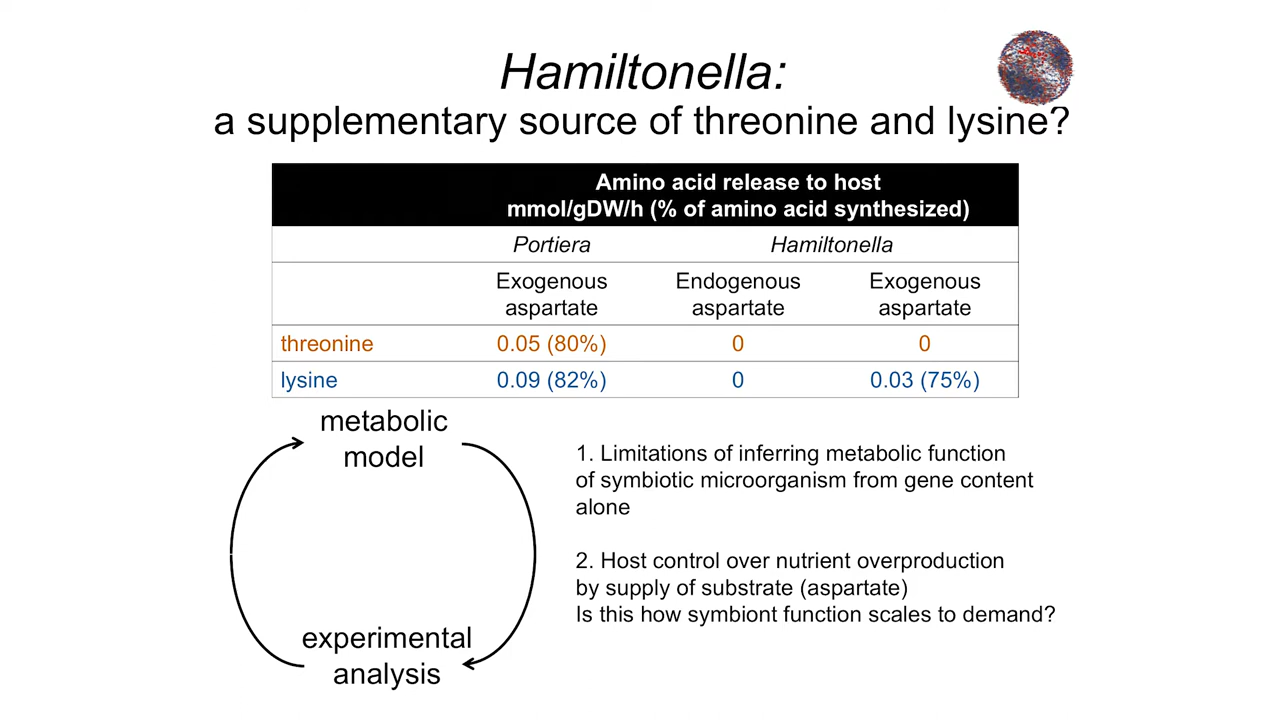 Hamiltonella:
a supplementary source of threonine and lysine?
Amino acid release to host
mmol/gDW/h (% of amino acid synthesized)
Portiera Hamiltonella
Exogenous aspartate Endogenous aspartate Exogenous aspartate
threonine 0.05 (80%) 0 0
lysine 0.09 (82%) 0 0.03 (75%)
metabolic
model
experimental
analysis
1. Limitations of inferring metabolic function
of symbiotic microorganism from gene content
alone
2. Host control over nutrient overproduction
by supply of substrate (aspartate)
Is this how symbiont function scales to demand?